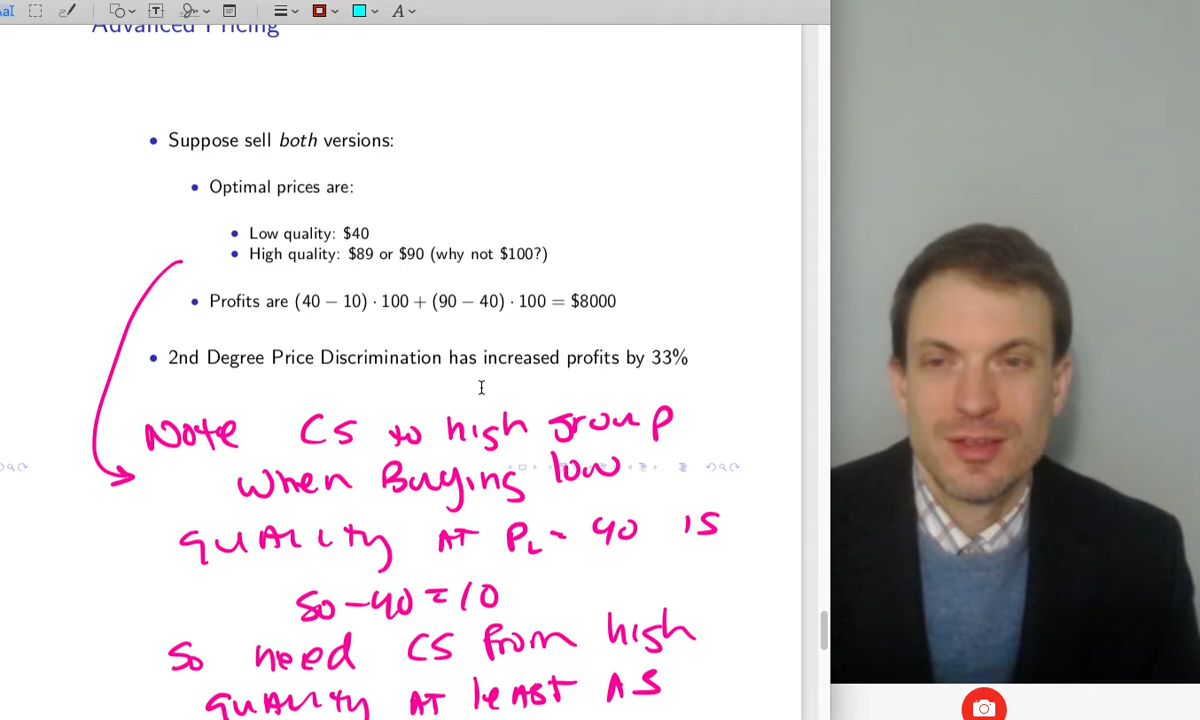 Advanced Pricing
• Suppose sell both versions:
• Optimal prices are:
• Low quality: $40
• High quality: $89 or $90 (why not $100?)
• Profits are (40 − 10) · 100 + (90 − 40) · 100 = $8000
• 2nd Degree Price Discrimination has increased profits by 33%
Note CS to high group
when Buying low
quality AT PL = 40 is
50 − 40 = 10
So need CS from high
quality AT least AS